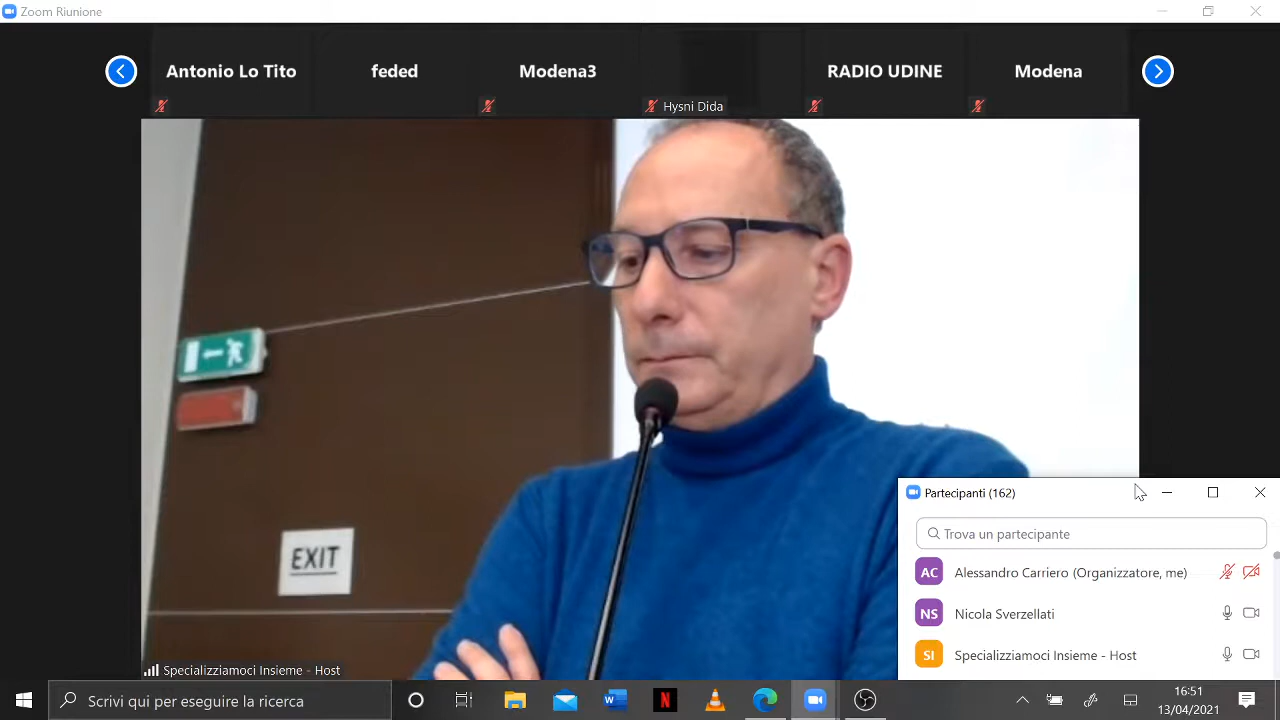 Zoom Riunione
Antonio Lo Tito
feded
Modena3
Hysni Dida
RADIO UDINE
Modena
EXIT
Specializziamoci Insieme - Host
Partecipanti (162)
Trova un partecipante
AC Alessandro Carriero (Organizzatore, me)
NS Nicola Sverzellati
SI Specializziamoci Insieme - Host
Scrivi qui per eseguire la ricerca
W
N
16:51
13/04/2021